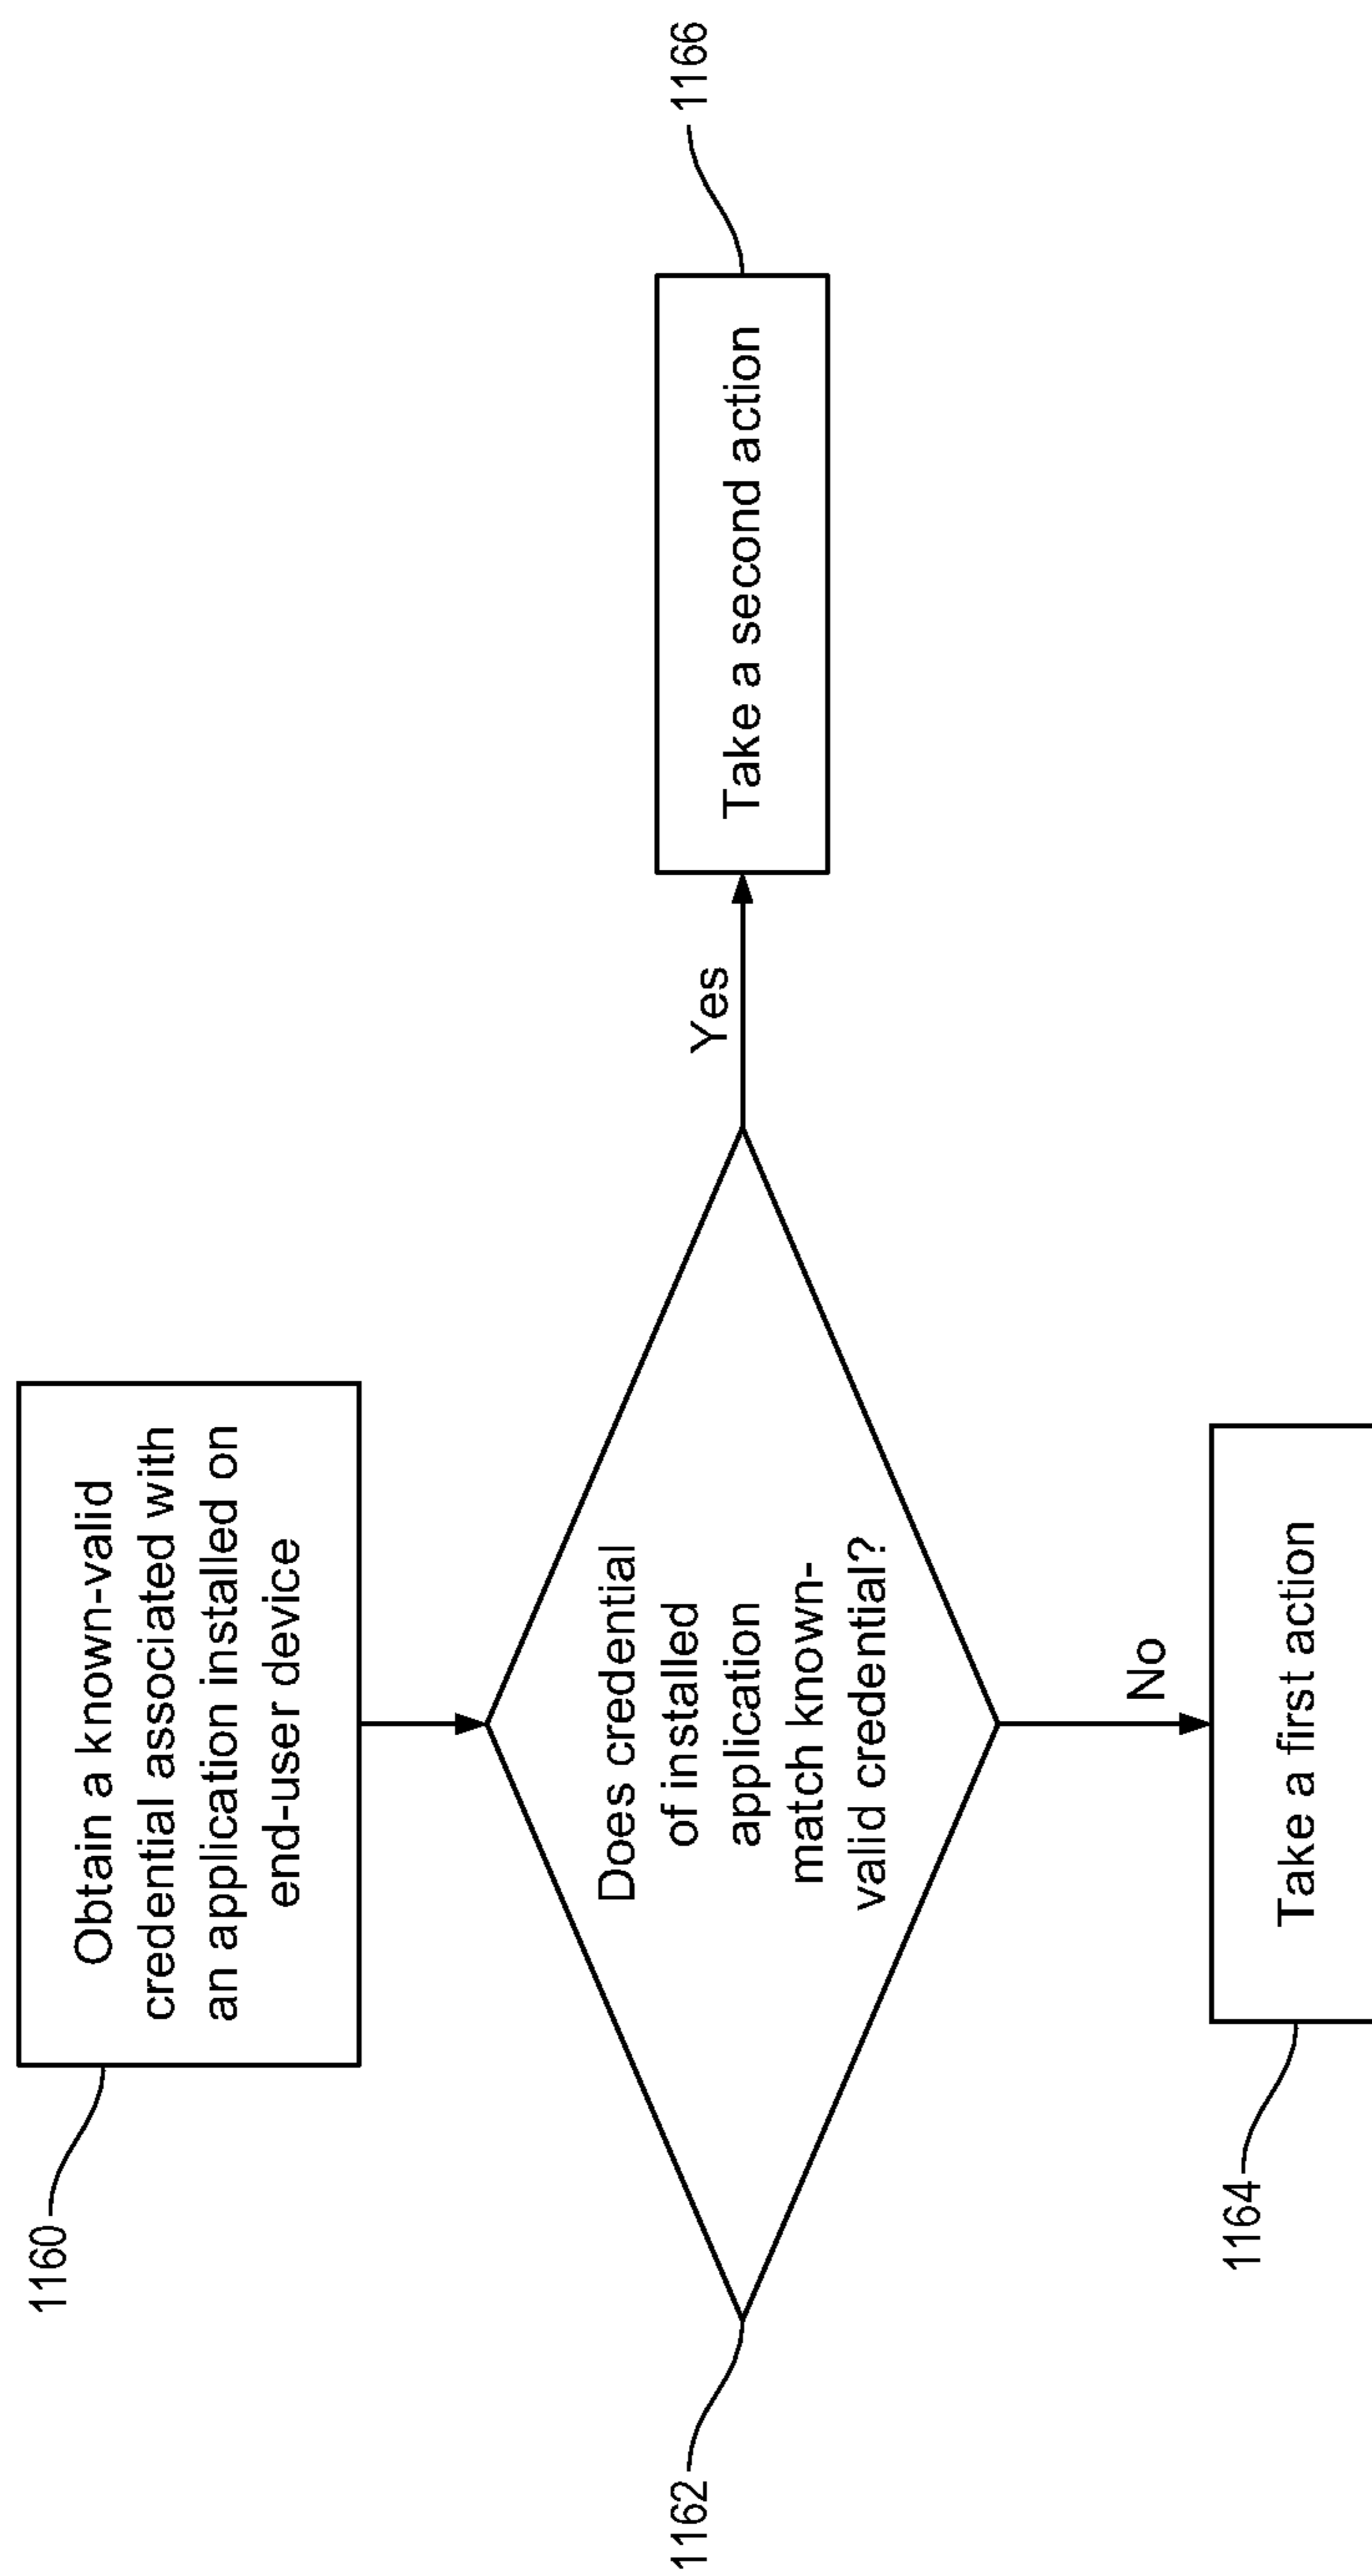 1160
Obtain a known-valid
credential associated with
an application installed on
end-user device
1162
Does credential
of installed
application
match known-
valid credential?
Yes
Take a second action
1166
No
1164
Take a first action